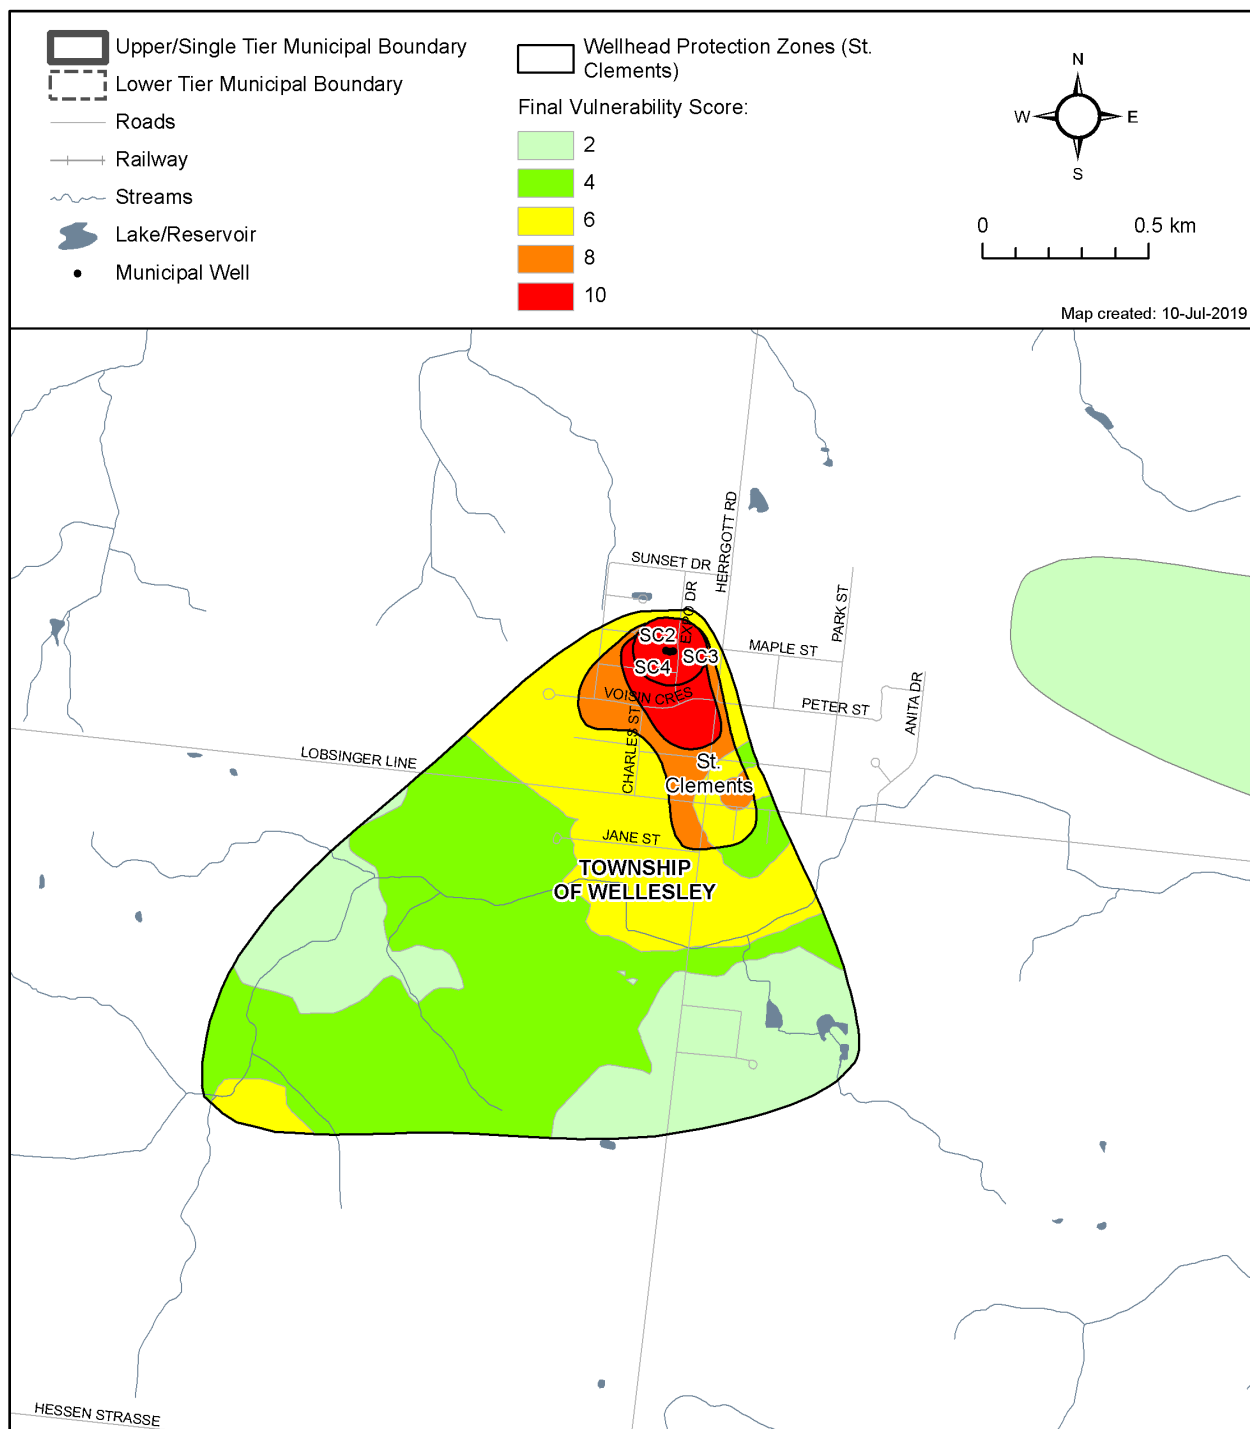 Upper/Single Tier Municipal Boundary
Lower Tier Municipal Boundary
Roads
Railway
Streams
Lake/Reservoir
Municipal Well
Wellhead Protection Zones (St.
Clements)
Final Vulnerability Score:
2
4
6
8
10
N
W
E
S
0
0.5 km
Map created: 10-Jul-2019
HERRGOTT RD
SUNSET DR
EXPO DR
PARK ST
SC2
SC3
SC4
MAPLE ST
VOISIN CRES
PETER ST
ANITA DR
CHARLES ST
LOBSINGER LINE
St.
Clements
JANE ST
TOWNSHIP
OF WELLESLEY
HESSEN STRASSE